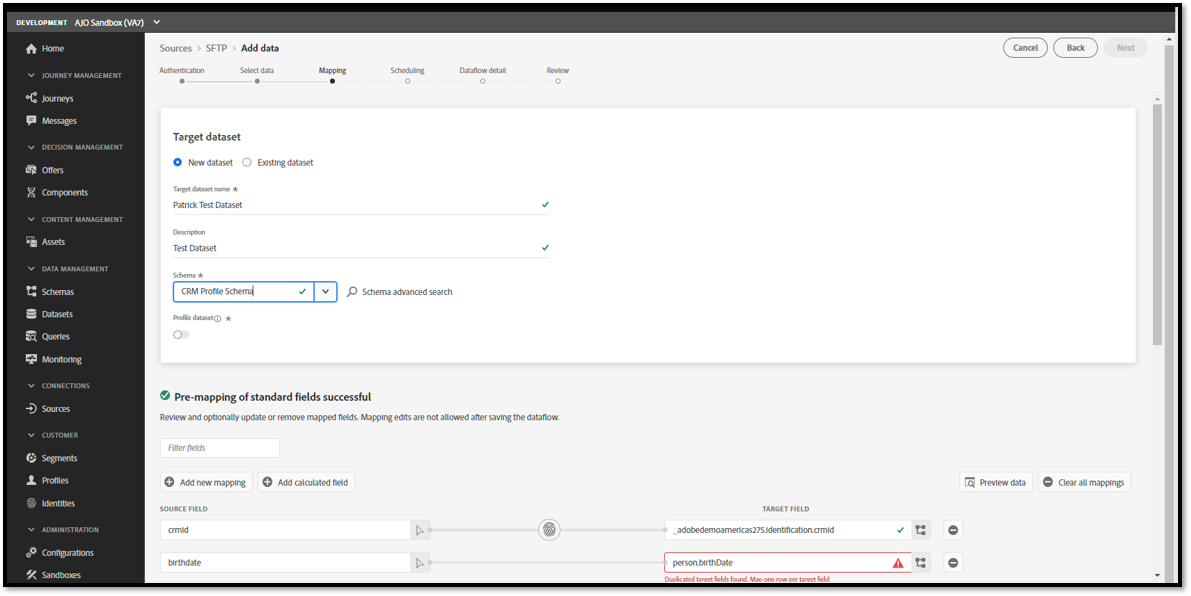 DEVELOPMENT AJO Sandbox (VA7)
Home
JOURNEY MANAGEMENT
Journeys
Messages
DECISION MANAGEMENT
Offers
Components
CONTENT MANAGEMENT
Assets
DATA MANAGEMENT
Schemas
Datasets
Queries
Monitoring
CONNECTIONS
Sources
CUSTOMER
Segments
Profiles
Identities
ADMINISTRATION
Configurations
Sandboxes
Sources > SFTP > Add data
Cancel Back Next
Authentication Select data Mapping Scheduling Dataflow detail Review
Target dataset
New dataset Existing dataset
Target dataset name *
Patrick Test Dataset
Description
Test Dataset
Schema *
CRM Profile Schema Schema advanced search
Profile dataset *
Pre-mapping of standard fields successful
Review and optionally update or remove mapped fields. Mapping edits are not allowed after saving the dataflow.
Filter fields
Add new mapping Add calculated field Preview data Clear all mappings
SOURCE FIELD TARGET FIELD
crmid _adobedemoamericas275.identification.crmid
birthdate person.birthDate
Duplicated target fields found. Map one row per target field.